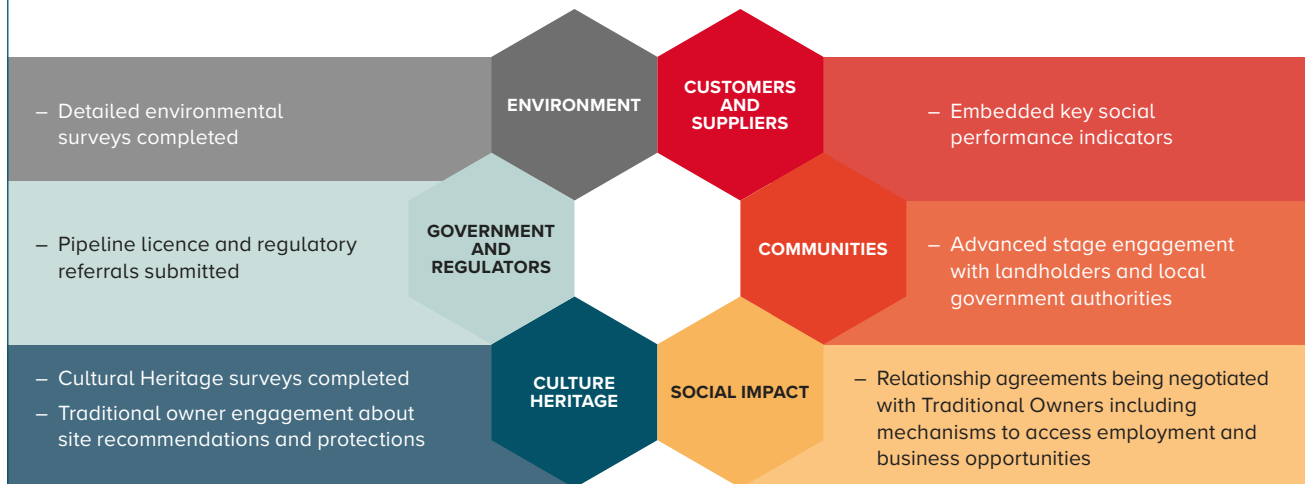 ENVIRONMENT
– Detailed environmental
surveys completed
CUSTOMERS
AND
SUPPLIERS
– Embedded key social
performance indicators
GOVERNMENT
AND
REGULATORS
– Pipeline licence and regulatory
referrals submitted
COMMUNITIES
– Advanced stage engagement
with landholders and local
government authorities
CULTURE
HERITAGE
– Cultural Heritage surveys completed
– Traditional owner engagement about
site recommendations and protections
SOCIAL IMPACT
– Relationship agreements being negotiated
with Traditional Owners including
mechanisms to access employment and
business opportunities